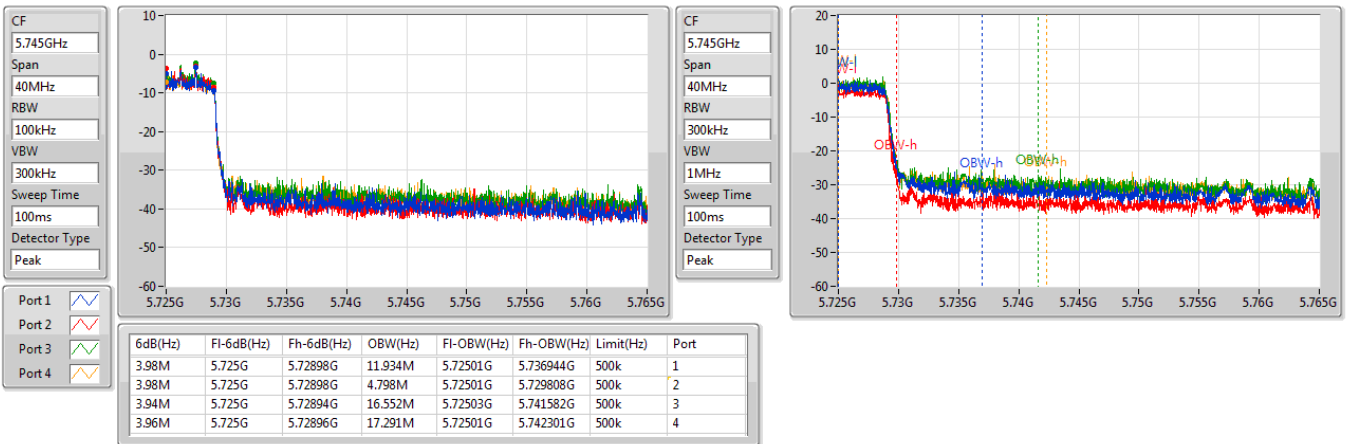 CF
5.745GHz
Span
40MHz
RBW
100kHz
VBW
300kHz
Sweep Time
100ms
Detector Type
Peak
10
0
-10
-20
-30
-40
-50
-60
5.725G 5.73G 5.735G 5.74G 5.745G 5.75G 5.755G 5.76G 5.765G
CF
5.745GHz
Span
40MHz
RBW
300kHz
VBW
1MHz
Sweep Time
100ms
Detector Type
Peak
20
10
0
-10
-20
-30
-40
-50
-60
OBW-h
OBW-h
OBW-h
5.725G 5.73G 5.735G 5.74G 5.745G 5.75G 5.755G 5.76G 5.765G
Port 1
Port 2
Port 3
Port 4
6dB(Hz) Fl-6dB(Hz) Fh-6dB(Hz) OBW(Hz) Fl-OBW(Hz) Fh-OBW(Hz) Limit(Hz) Port
3.98M 5.725G 5.72898G 11.934M 5.72501G 5.736944G 500k 1
3.98M 5.725G 5.72898G 4.798M 5.72501G 5.729808G 500k 2
3.94M 5.725G 5.72894G 16.552M 5.72503G 5.741582G 500k 3
3.96M 5.725G 5.72896G 17.291M 5.72501G 5.742301G 500k 4